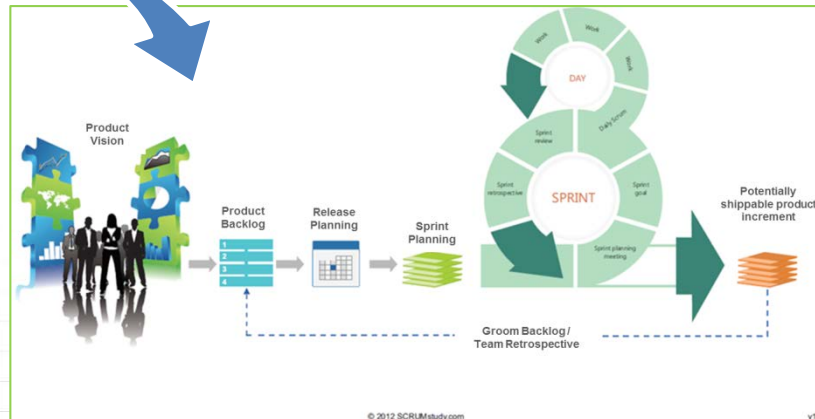 Work
Work
Work
DAY
Daily Scrum
Sprint
review
Sprint
retrospective
SPRINT
Sprint
goal
Sprint planning
meeting
Product
Vision
Product
Backlog
1
2
3
4
Release
Planning
Sprint
Planning
Potentially
shippable product
increment
Groom Backlog /
Team Retrospective
© 2012 SCRUMstudy.com